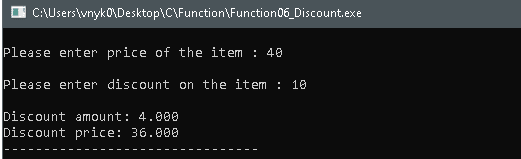 C:\Users\vnyk0\Desktop\C\Function\Function06_Discount.exe
Please enter price of the item : 40
Please enter discount on the item : 10
Discount amount: 4.000
Discount price: 36.000
--------------------------------